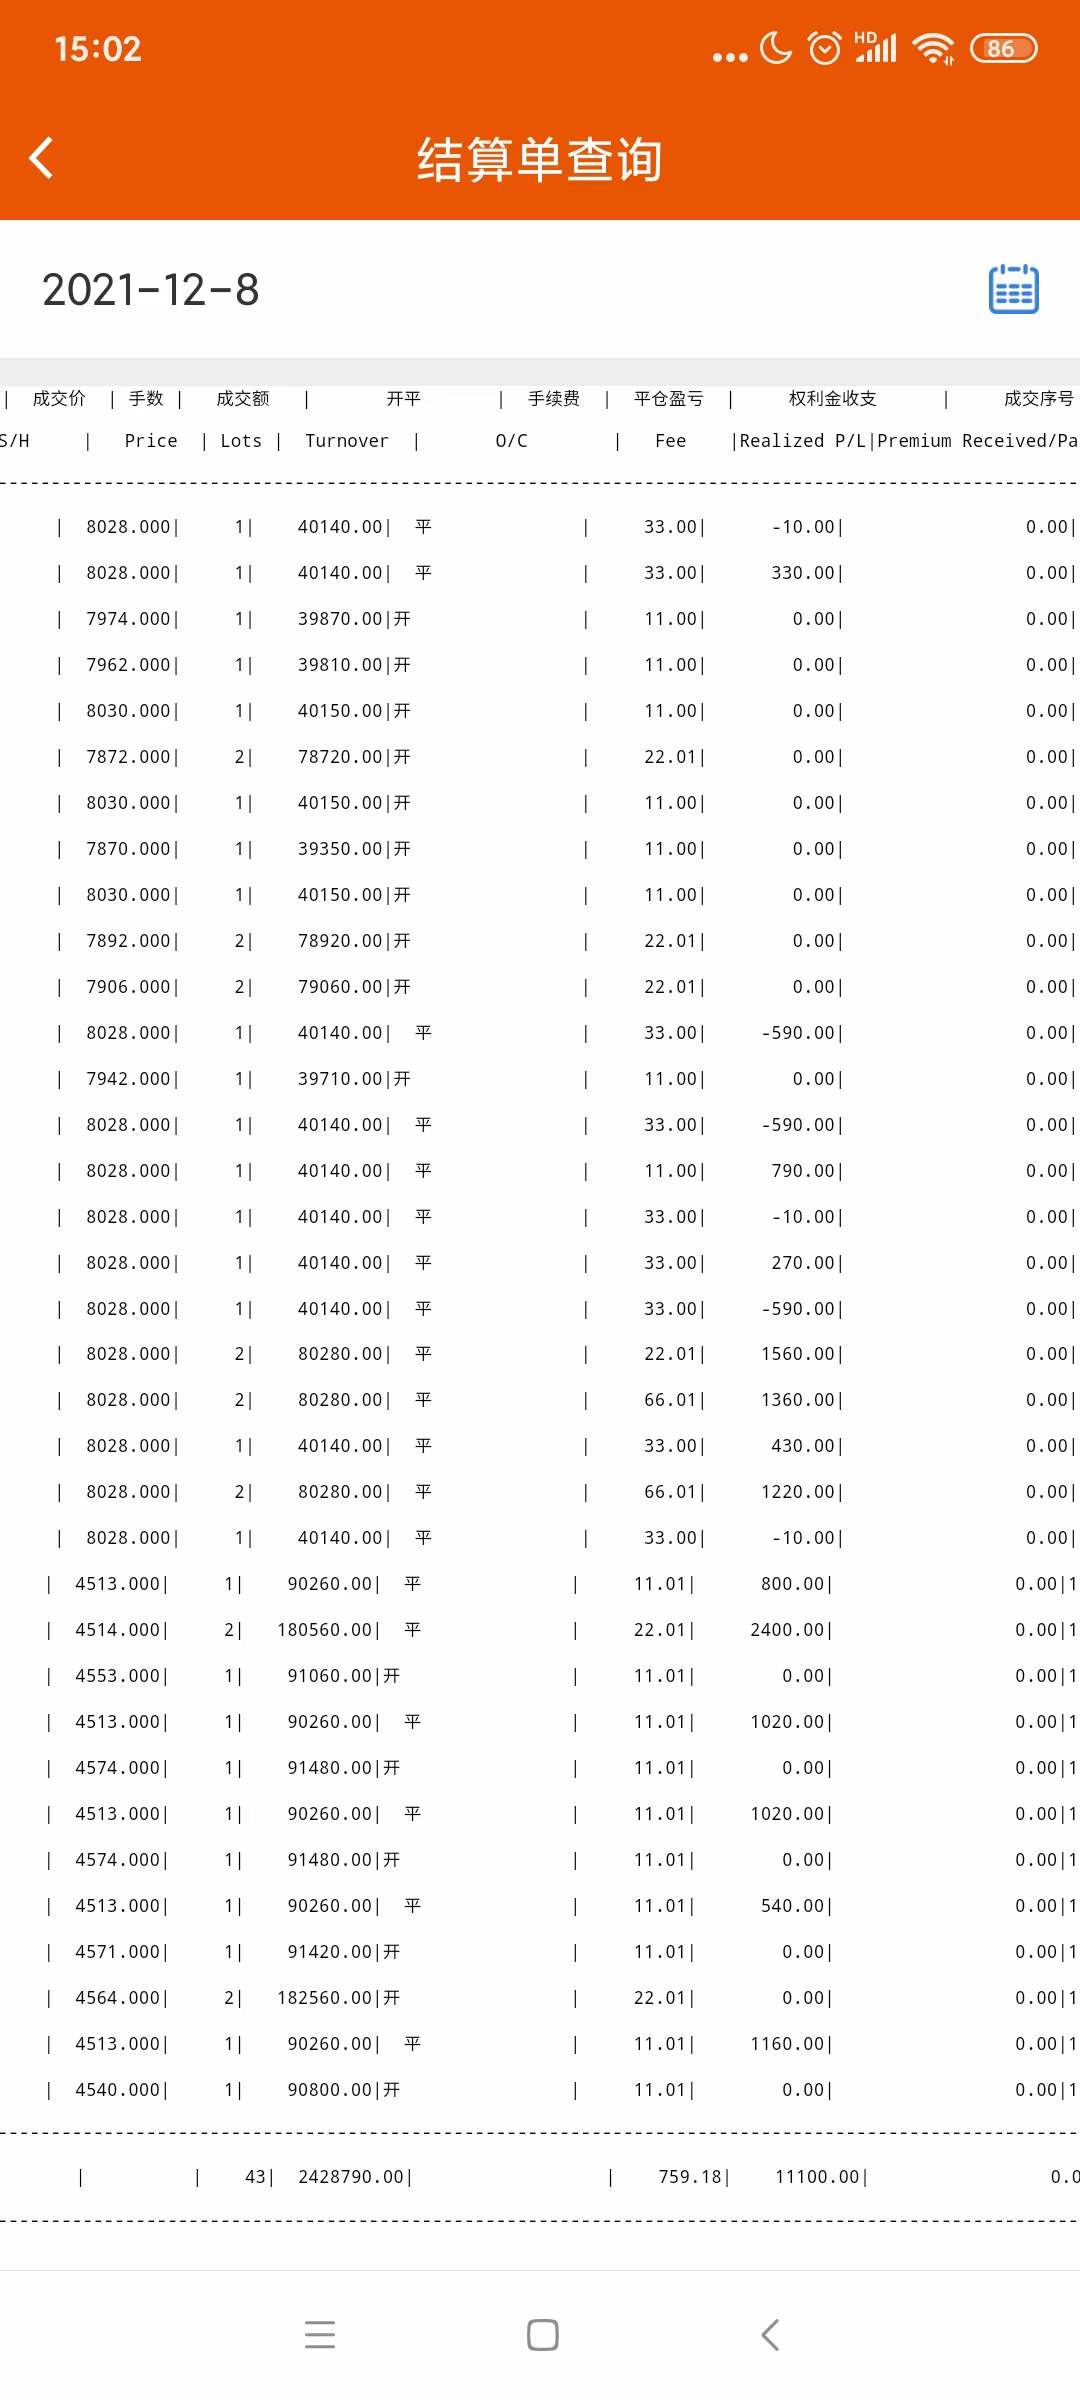 15:02
HD
86
结算单查询
2021-12-8
| 成交价 | 手数 | 成交额 | 开平 | 手续费 | 平仓盈亏 | 权利金收支 | 成交序号
S/H | Price | Lots | Turnover | O/C | Fee |Realized P/L|Premium Received/Pa
| 8028.000| 1| 40140.00| 平 | 33.00| -10.00| 0.00|
| 8028.000| 1| 40140.00| 平 | 33.00| 330.00| 0.00|
| 7974.000| 1| 39870.00|开 | 11.00| 0.00| 0.00|
| 7962.000| 1| 39810.00|开 | 11.00| 0.00| 0.00|
| 8030.000| 1| 40150.00|开 | 11.00| 0.00| 0.00|
| 7872.000| 2| 78720.00|开 | 22.01| 0.00| 0.00|
| 8030.000| 1| 40150.00|开 | 11.00| 0.00| 0.00|
| 7870.000| 1| 39350.00|开 | 11.00| 0.00| 0.00|
| 8030.000| 1| 40150.00|开 | 11.00| 0.00| 0.00|
| 7892.000| 2| 78920.00|开 | 22.01| 0.00| 0.00|
| 7906.000| 2| 79060.00|开 | 22.01| 0.00| 0.00|
| 8028.000| 1| 40140.00| 平 | 33.00| -590.00| 0.00|
| 7942.000| 1| 39710.00|开 | 11.00| 0.00| 0.00|
| 8028.000| 1| 40140.00| 平 | 33.00| -590.00| 0.00|
| 8028.000| 1| 40140.00| 平 | 11.00| 790.00| 0.00|
| 8028.000| 1| 40140.00| 平 | 33.00| -10.00| 0.00|
| 8028.000| 1| 40140.00| 平 | 33.00| 270.00| 0.00|
| 8028.000| 1| 40140.00| 平 | 33.00| -590.00| 0.00|
| 8028.000| 2| 80280.00| 平 | 22.01| 1560.00| 0.00|
| 8028.000| 2| 80280.00| 平 | 66.01| 1360.00| 0.00|
| 8028.000| 1| 40140.00| 平 | 33.00| 430.00| 0.00|
| 8028.000| 2| 80280.00| 平 | 66.01| 1220.00| 0.00|
| 8028.000| 1| 40140.00| 平 | 33.00| -10.00| 0.00|
| 4513.000| 1| 90260.00| 平 | 11.01| 800.00| 0.00|1
| 4514.000| 2| 180560.00| 平 | 22.01| 2400.00| 0.00|1
| 4553.000| 1| 91060.00|开 | 11.01| 0.00| 0.00|1
| 4513.000| 1| 90260.00| 平 | 11.01| 1020.00| 0.00|1
| 4574.000| 1| 91480.00|开 | 11.01| 0.00| 0.00|1
| 4513.000| 1| 90260.00| 平 | 11.01| 1020.00| 0.00|1
| 4574.000| 1| 91480.00|开 | 11.01| 0.00| 0.00|1
| 4513.000| 1| 90260.00| 平 | 11.01| 540.00| 0.00|1
| 4571.000| 1| 91420.00|开 | 11.01| 0.00| 0.00|1
| 4564.000| 2| 182560.00|开 | 22.01| 0.00| 0.00|1
| 4513.000| 1| 90260.00| 平 | 11.01| 1160.00| 0.00|1
| 4540.000| 1| 90800.00|开 | 11.01| 0.00| 0.00|1
| | 43| 2428790.00| | 759.18| 11100.00| 0.0